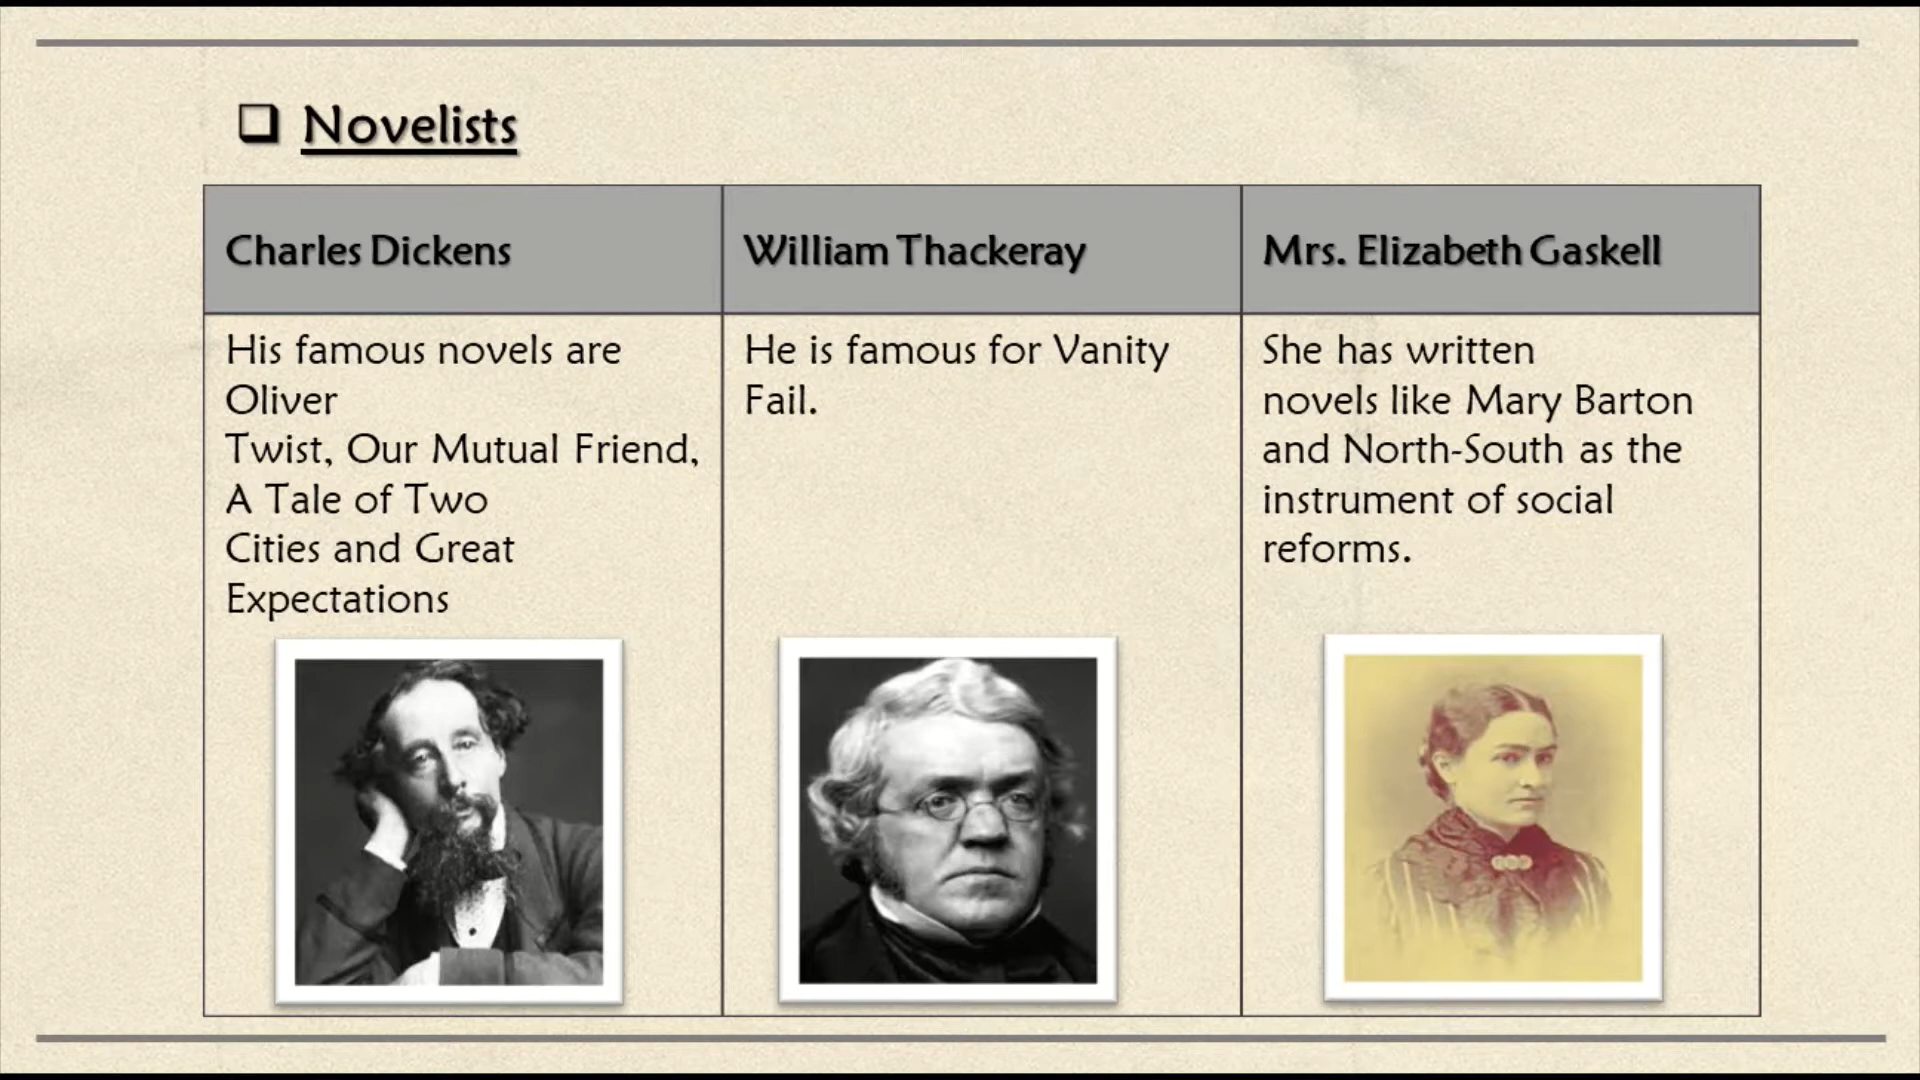 Novelists
Charles Dickens
His famous novels are
Oliver
Twist, Our Mutual Friend,
A Tale of Two
Cities and Great
Expectations
William Thackeray
He is famous for Vanity
Fail.
Mrs. Elizabeth Gaskell
She has written
novels like Mary Barton
and North-South as the
instrument of social
reforms.